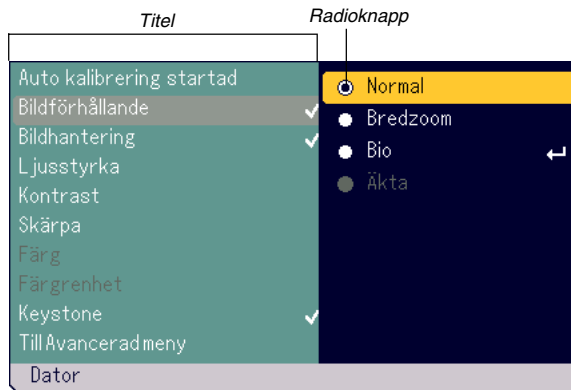 Titel
Radioknapp
Auto kalibrering startad
Bildförhållande
Bildhantering
Ljusstyrka
Kontrast
Skärpa
Färg
Färgrenhet
Keystone
Till Avancerad meny
Normal
Bredzoom
Bio
Äkta
Dator